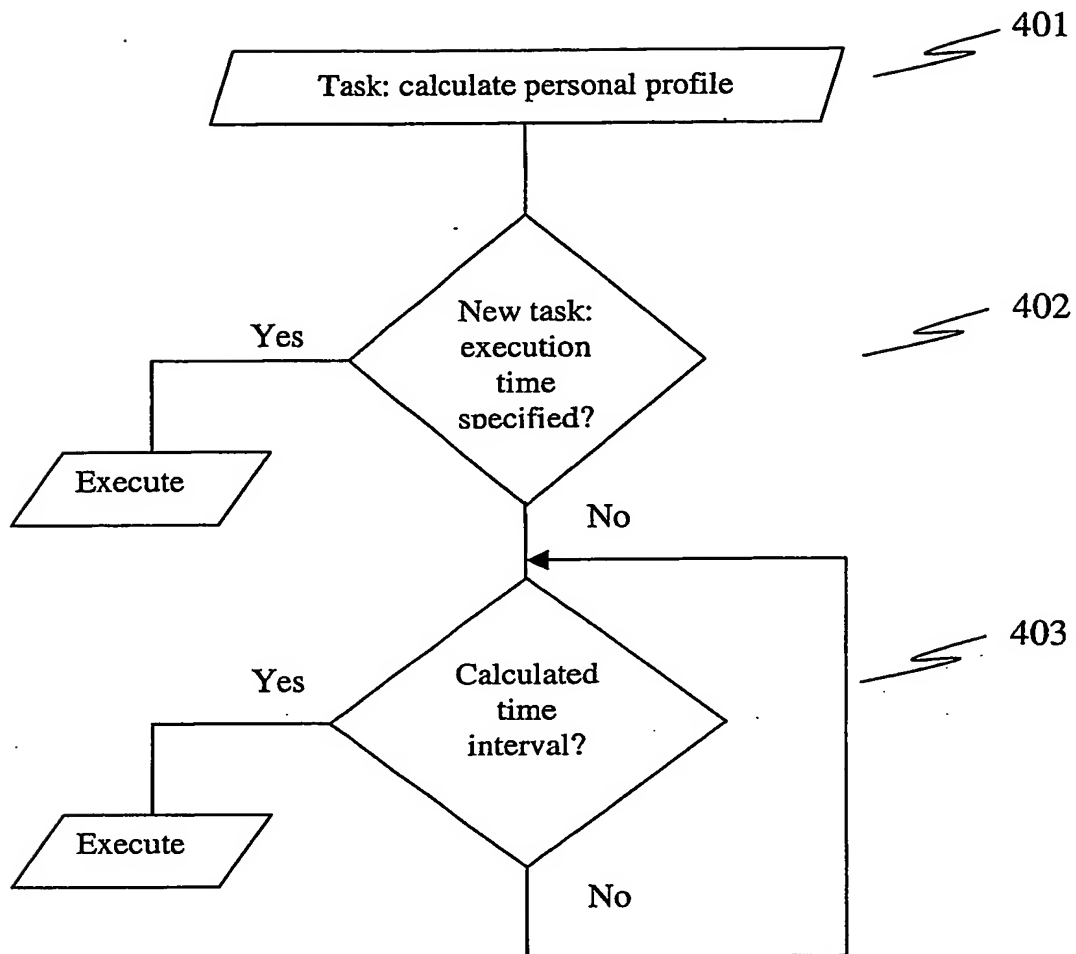 401
Task: calculate personal profile
402
New task:
execution
time
specified?
Yes
Execute
No
403
Calculated
time
interval?
Yes
Execute
No